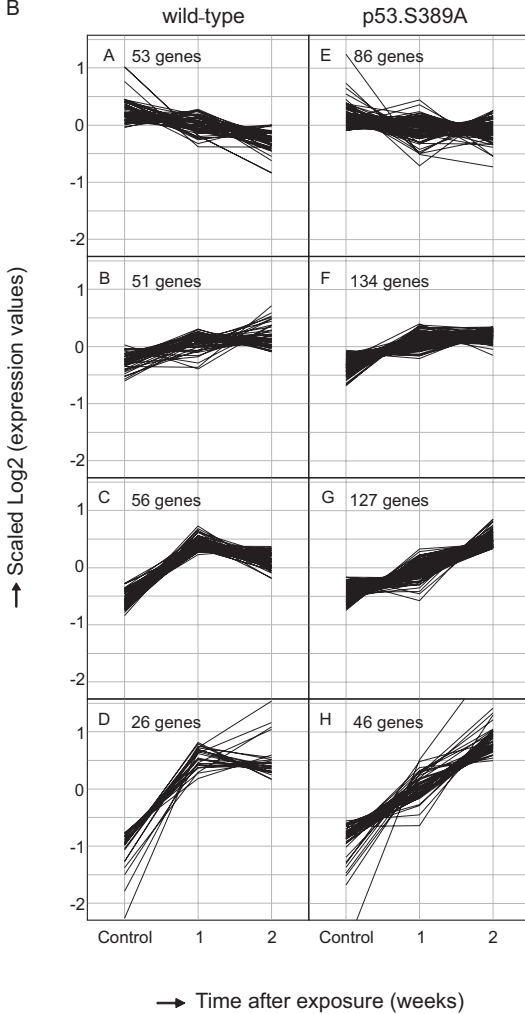 B
wild-type p53.S389A
A 53 genes E 86 genes
1
0
-1
-2
B 51 genes F 134 genes
1
0
-1
-2
C 56 genes G 127 genes
1
0
-1
-2
D 26 genes H 46 genes
1
0
-1
-2
→ Scaled Log2 (expression values)
Control 1 2 Control 1 2
→ Time after exposure (weeks)